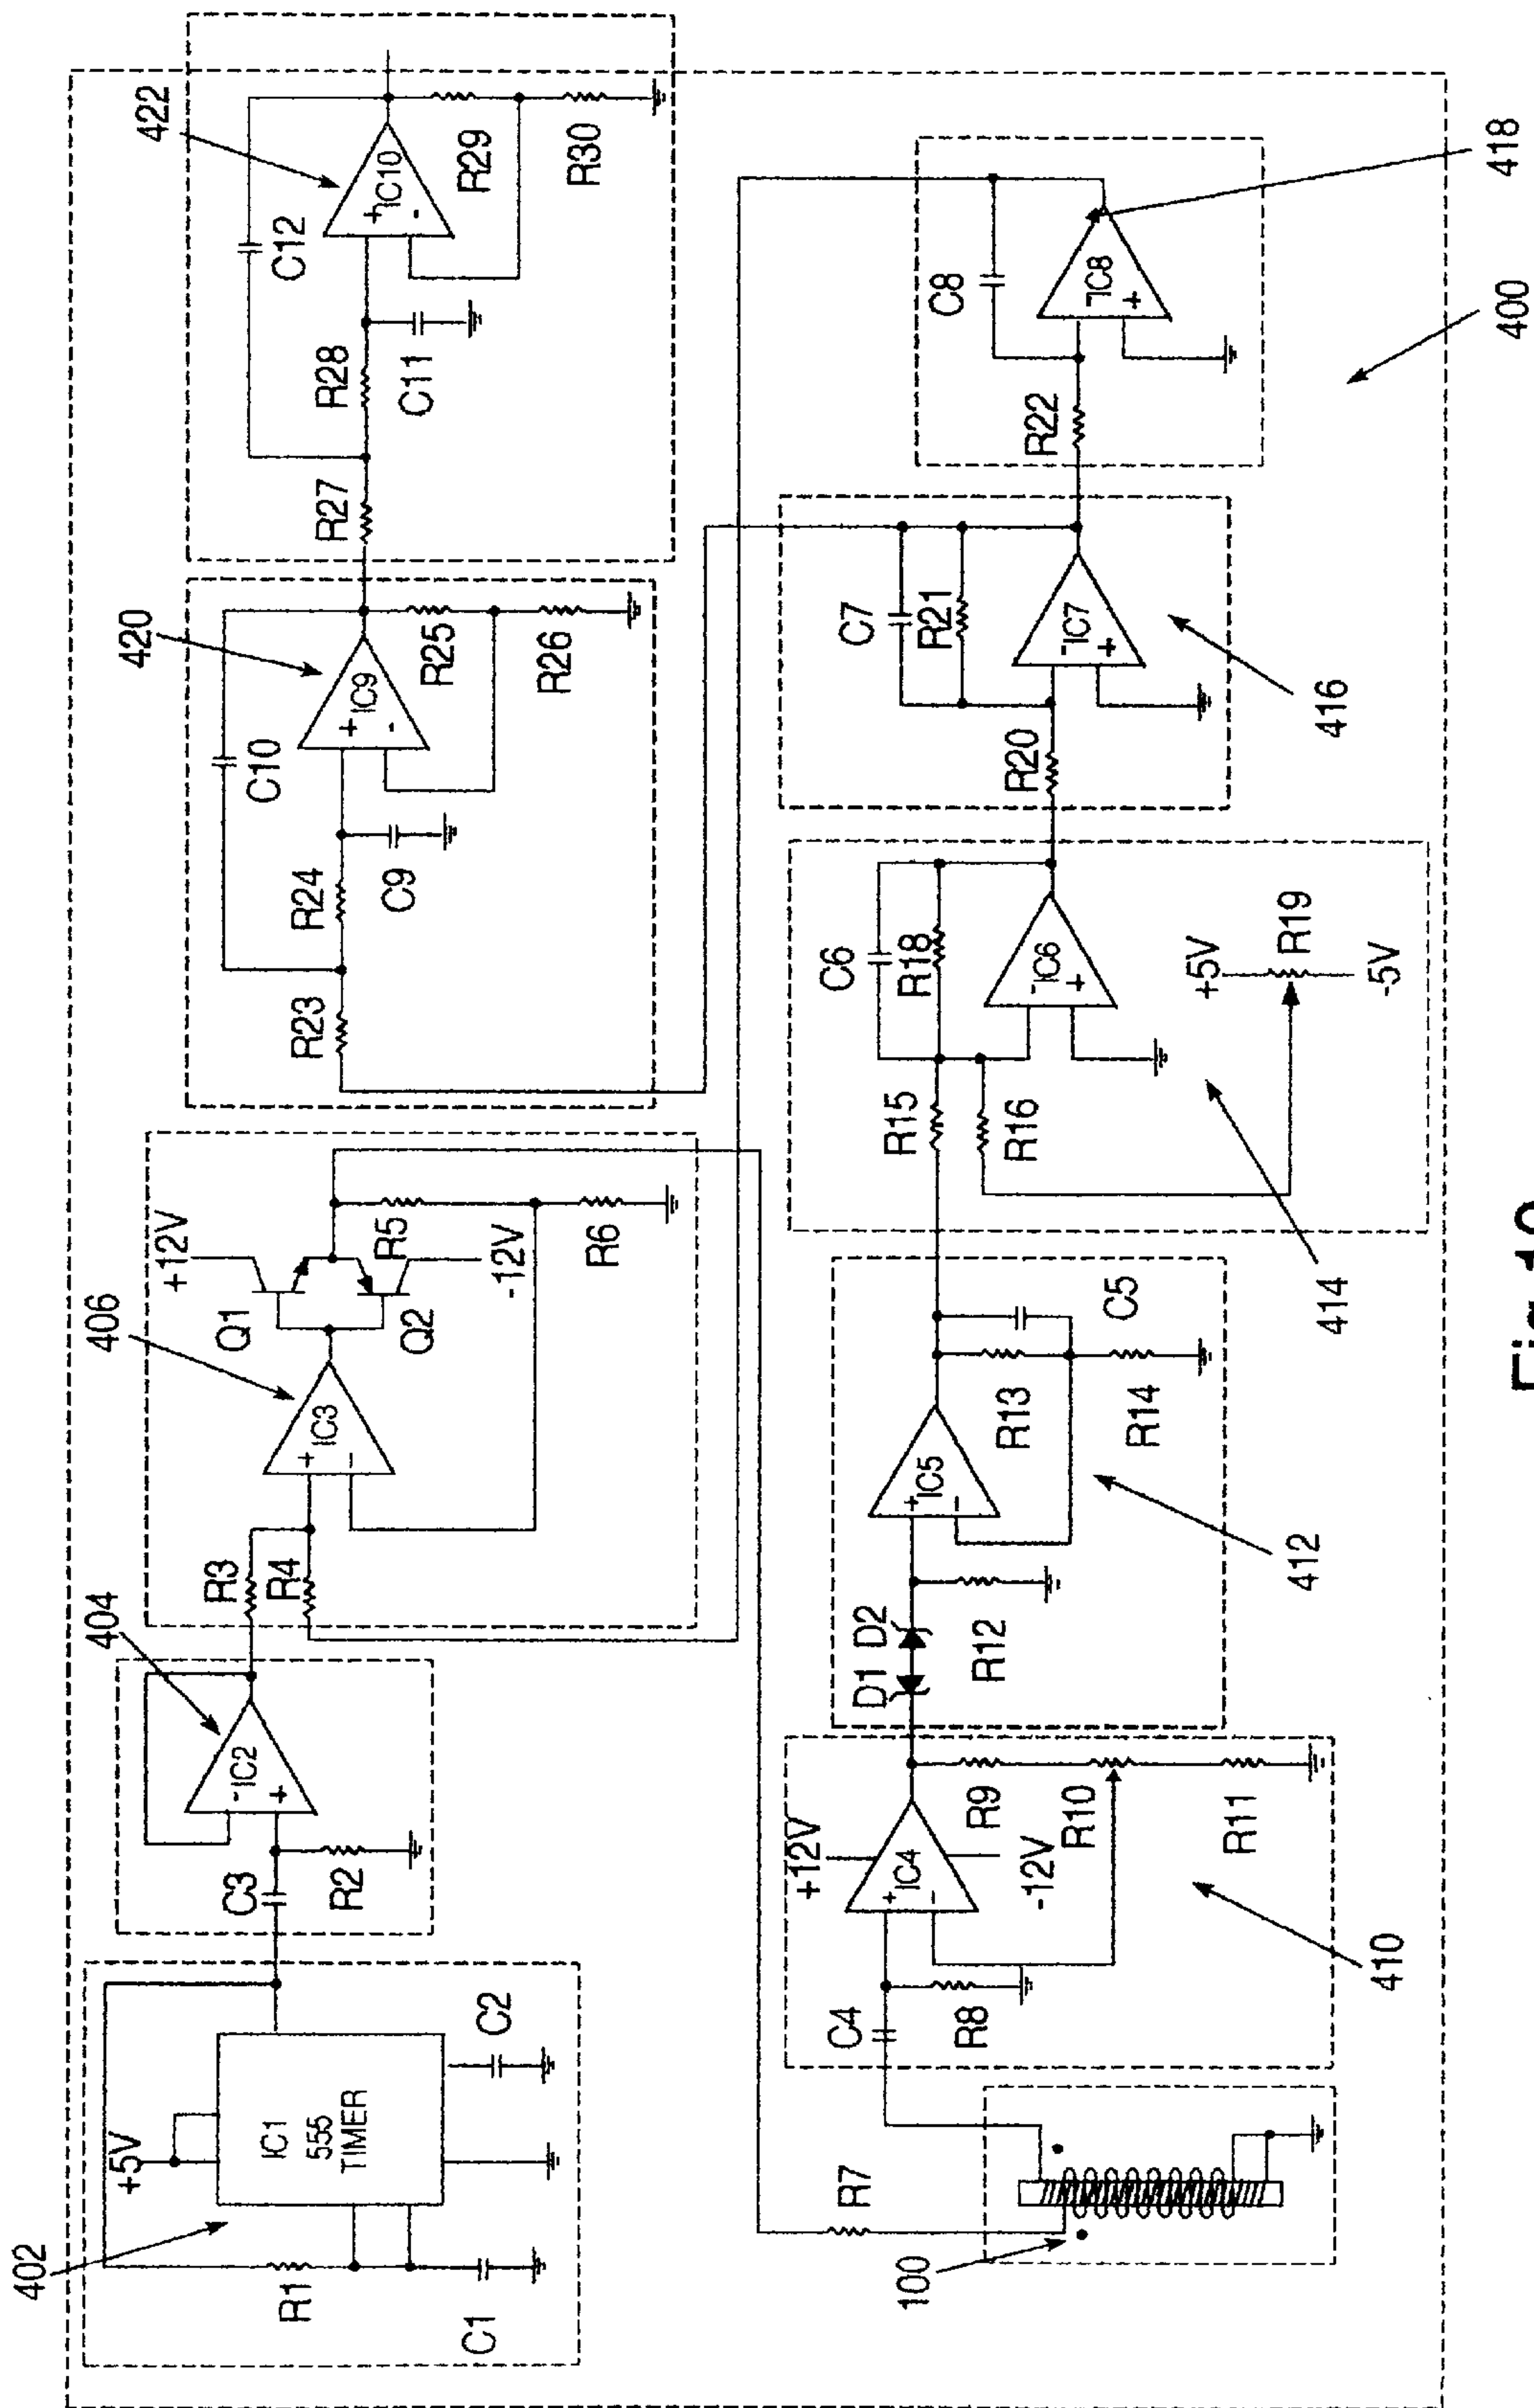 402
+5V
IC1
555
TIMER
R1
C1
C2
404
C3
R2
- IC2
+
406
R3
R4
+ IC3
-
+12V
Q1
Q2
-12V
R5
R6
420
R23
R24
C9
C10
+ IC9
-
R25
R26
422
R27
R28
C11
C12
+ IC10
-
R29
R30
100
R7
C4
R8
+12V
+ IC4
-
-12V
R9
R10
R11
410
D1 D2
R12
+ IC5
-
R13
R14
C5
412
R15
R16
C6
R18
- IC6
+
+5V
R19
-5V
414
R20
C7
R21
- IC7
+
416
R22
C8
- IC8
+
418
400